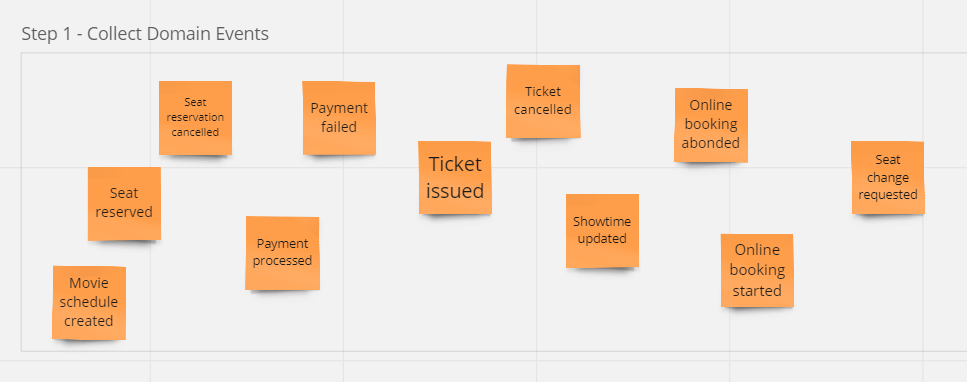 Step 1 - Collect Domain Events
Seat
reservation
cancelled
Payment
failed
Ticket
cancelled
Online
booking
abonded
Ticket
issued
Seat
change
requested
Seat
reserved
Showtime
updated
Payment
processed
Online
booking
started
Movie
schedule
created